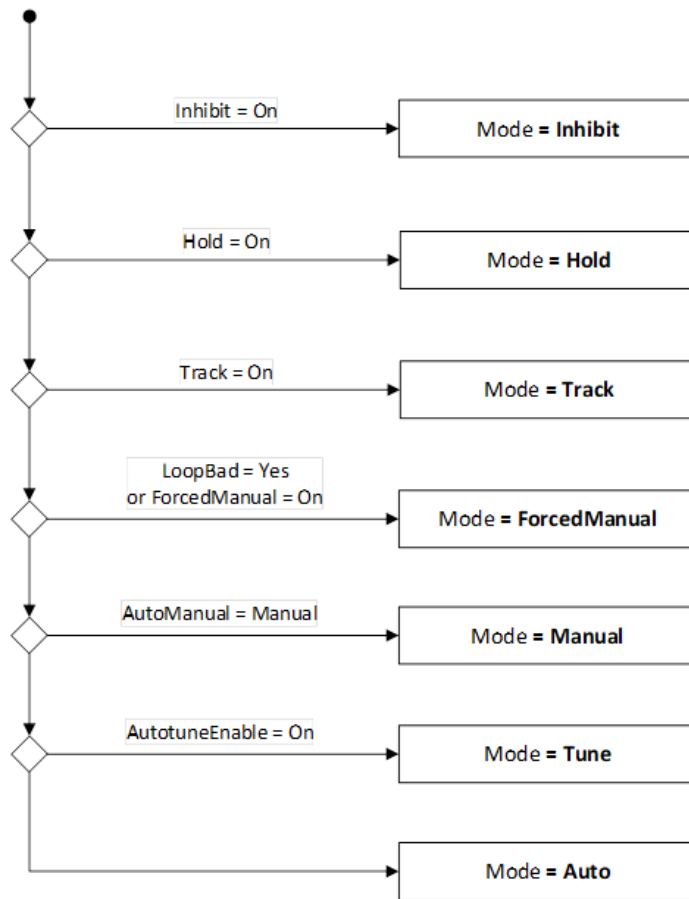 Inhibit = On
Mode = Inhibit
Hold = On
Mode = Hold
Track = On
Mode = Track
LoopBad = Yes
or ForcedManual = On
Mode = ForcedManual
AutoManual = Manual
Mode = Manual
AutotuneEnable = On
Mode = Tune
Mode = Auto